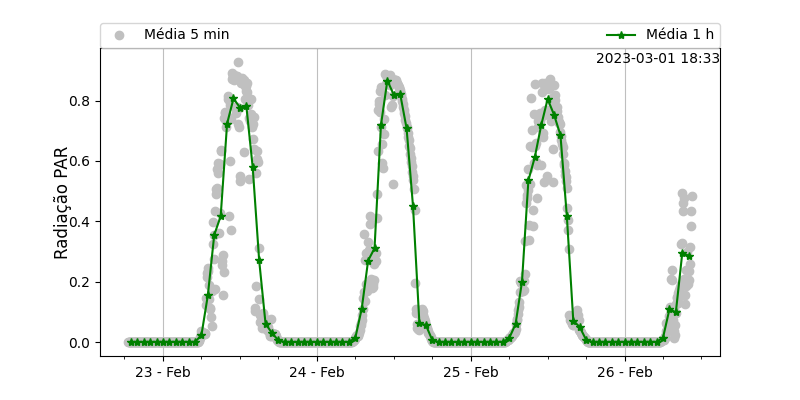 Média 5 min
Média 1 h
2023-03-01 18:33
Radiação PAR
0.8
0.6
0.4
0.2
0.0
23 - Feb
24 - Feb
25 - Feb
26 - Feb